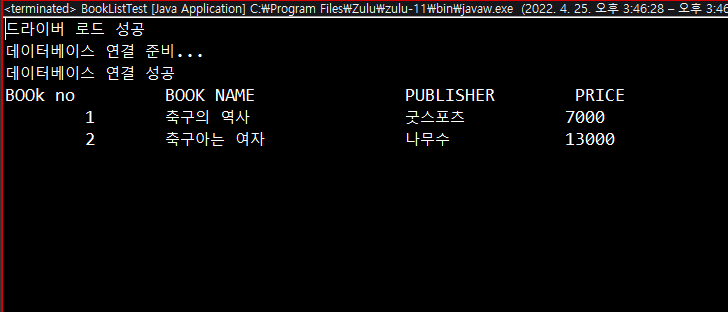 <terminated> BookListTest [Java Application] C:\Program Files\Zulu\zulu-11\bin\javaw.exe (2022. 4. 25. 오후 3:46:28 – 오후 3:46
드라이버 로드 성공
데이터베이스 연결 준비...
데이터베이스 연결 성공
BOOk no BOOK NAME PUBLISHER PRICE
1 축구의 역사 굿스포츠 7000
2 축구아는 여자 나무수 13000